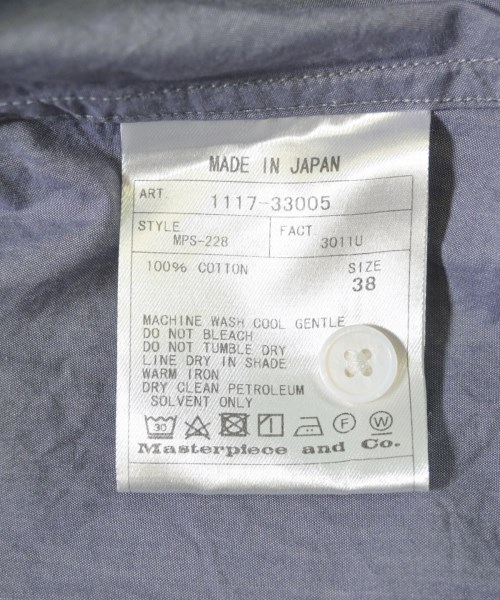 MADE IN JAPAN
ART. 1117-33005
STYLE MPS-228 FACT. 3011U
100% COTTON SIZE
38
MACHINE WASH COOL GENTLE
DO NOT BLEACH
DO NOT TUMBLE DRY
LINE DRY IN SHADE
WARM IRON
DRY CLEAN PETROLEUM
SOLVENT ONLY
30 F W
Masterpiece and Co.